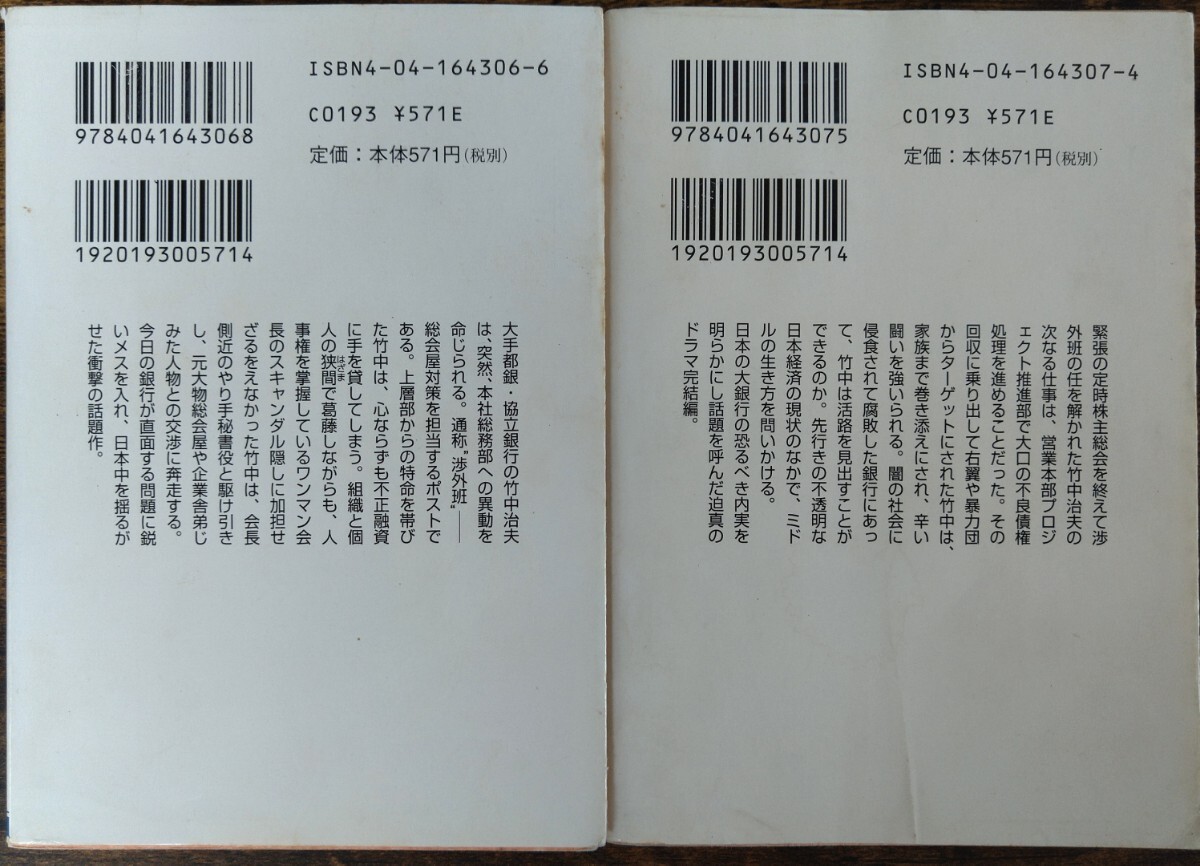 ISBN4-04-164306-6
9784041643068
C0193 ¥571E
定価：本体571円(税別)
1920193005714
大手都銀・協立銀行の竹中治夫
は、突然、本社総務部への異動を
命じられる。通称“渉外班”――
総会屋対策を担当するポストで
ある。上層部からの特命を帯び
た竹中は、心ならずも不正融資
に手を貸してしまう。組織と個
人の狭間で葛藤しながらも、人
はざま
事権を掌握しているワンマン会
長のスキャンダル隠しに加担せ
ざるをえなかった竹中は、会長
側近のやり手秘書役と駆け引き
し、元大物総会屋や企業舎弟じ
みた人物との交渉に奔走する。
今日の銀行が直面する問題に鋭
いメスを入れ、日本中を揺るが
せた衝撃の話題作。
ISBN4-04-164307-4
9784041643075
C0193 ¥571E
定価：本体571円(税別)
1920193005714
緊張の定時株主総会を終えて渉
外班の任を解かれた竹中治夫の
次なる仕事は、営業本部プロジ
ェクト推進部で大口の不良債権
処理を進めることだった。その
回収に乗り出して右翼や暴力団
からターゲットにされた竹中は、
家族まで巻き添えにされ、辛い
闘いを強いられる。闇の社会に
侵食されて腐敗した銀行にあっ
て、竹中は活路を見出すことが
できるのか。先行きの不透明な
日本経済の現状のなかで、ミド
ルの生き方を問いかける。
日本の大銀行の恐るべき内実を
明らかにし話題を呼んだ迫真の
ドラマ完結編。